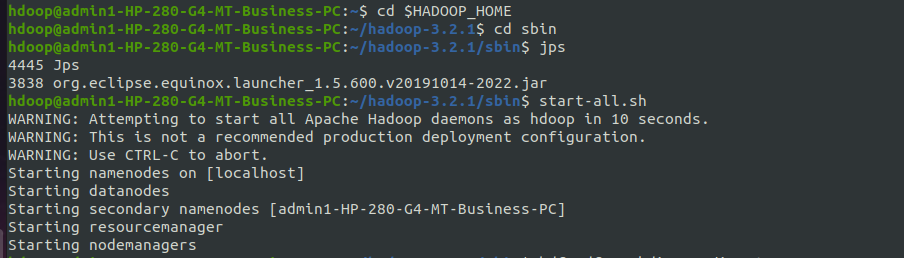 hdoop@admin1-HP-280-G4-MT-Business-PC:~$ cd $HADOOP_HOME
hdoop@admin1-HP-280-G4-MT-Business-PC:~/hadoop-3.2.1$ cd sbin
hdoop@admin1-HP-280-G4-MT-Business-PC:~/hadoop-3.2.1/sbin$ jps
4445 Jps
3838 org.eclipse.equinox.launcher_1.5.600.v20191014-2022.jar
hdoop@admin1-HP-280-G4-MT-Business-PC:~/hadoop-3.2.1/sbin$ start-all.sh
WARNING: Attempting to start all Apache Hadoop daemons as hdoop in 10 seconds.
WARNING: This is not a recommended production deployment configuration.
WARNING: Use CTRL-C to abort.
Starting namenodes on [localhost]
Starting datanodes
Starting secondary namenodes [admin1-HP-280-G4-MT-Business-PC]
Starting resourcemanager
Starting nodemanagers